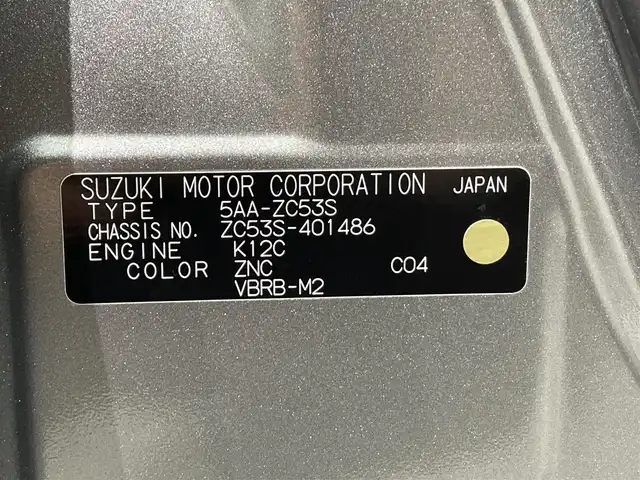 SUZUKI MOTOR CORPORATION JAPAN
TYPE 5AA-ZC53S
CHASSIS NO. ZC53S-401486
ENGINE K12C
COLOR ZNC C04
VBRB-M2